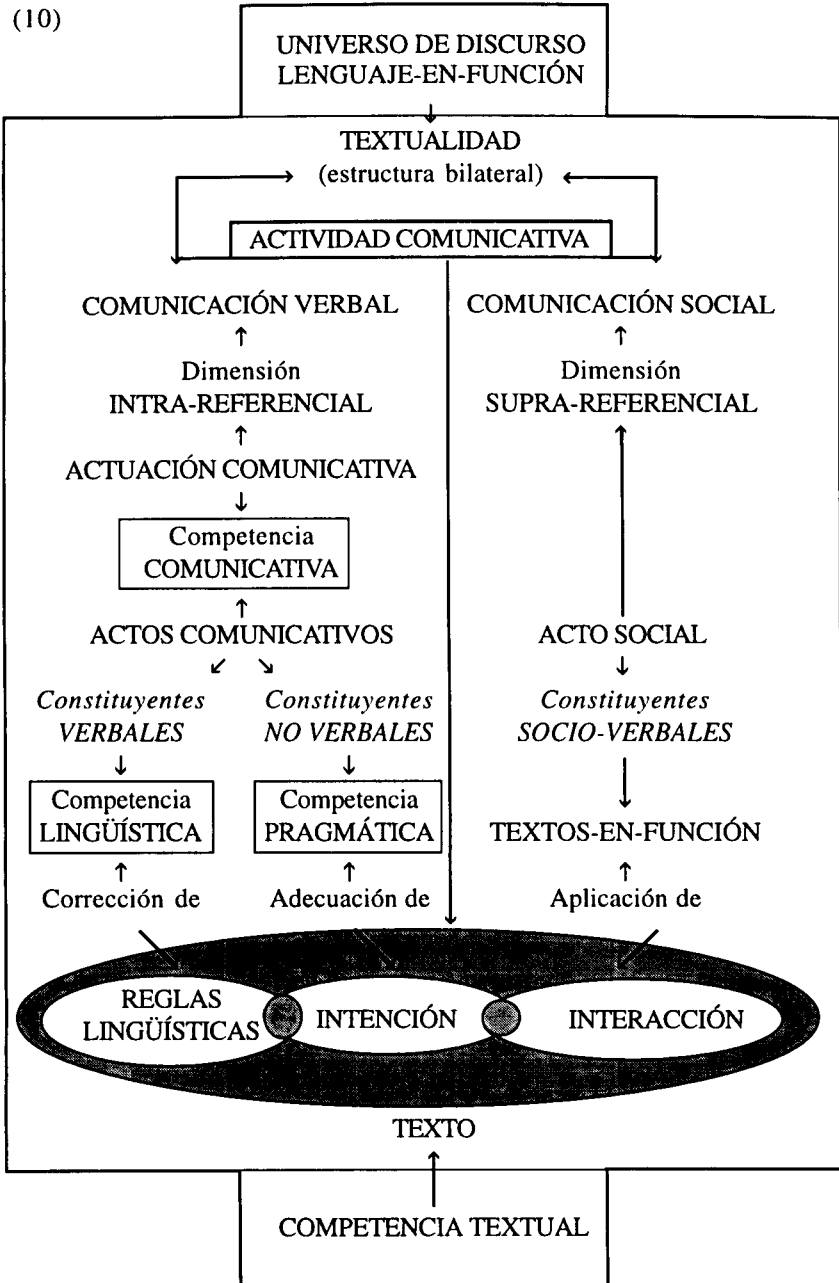 (10)
UNIVERSO DE DISCURSO
LENGUAJE-EN-FUNCIÓN
TEXTUALIDAD
(estructura bilateral)
ACTIVIDAD COMUNICATIVA
COMUNICACIÓN VERBAL
COMUNICACIÓN SOCIAL
Dimensión
INTRA-REFERENCIAL
Dimensión
SUPRA-REFERENCIAL
ACTUACIÓN COMUNICATIVA
Competencia
COMUNICATIVA
ACTOS COMUNICATIVOS
ACTO SOCIAL
Constituyentes
VERBALES
Constituyentes
NO VERBALES
Constituyentes
SOCIO-VERBALES
Competencia
LINGÜÍSTICA
Competencia
PRAGMÁTICA
TEXTOS-EN-FUNCIÓN
Corrección de
Adecuación de
Aplicación de
REGLAS
LINGÜÍSTICAS
INTENCIÓN
INTERACCIÓN
TEXTO
COMPETENCIA TEXTUAL